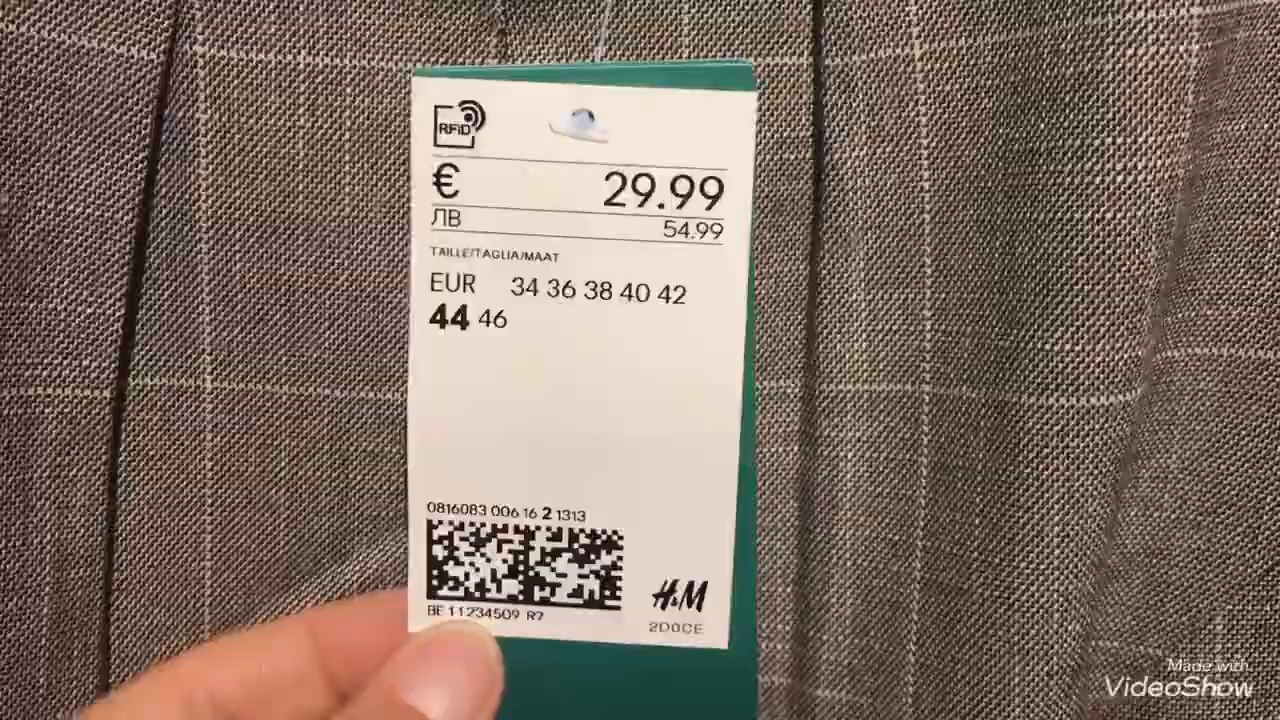 RFiD
€ 29.99
ЛВ 54.99
TAILLE/TAGLIA/MAAT
EUR 34 36 38 40 42
44 46
0816083 006 16 2 1313
BE 11234509 R7
H&M
2D0CE
Made with
VideoShow